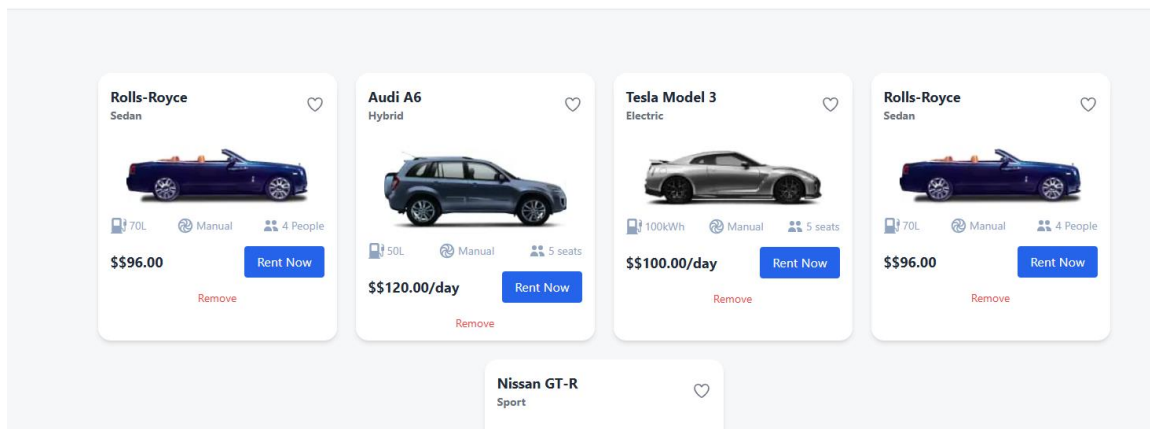 Rolls-Royce
Sedan
70L Manual 4 People
$$96.00 Rent Now
Remove
Audi A6
Hybrid
50L Manual 5 seats
$$120.00/day Rent Now
Remove
Tesla Model 3
Electric
100kWh Manual 5 seats
$$100.00/day Rent Now
Remove
Rolls-Royce
Sedan
70L Manual 4 People
$$96.00 Rent Now
Remove
Nissan GT-R
Sport